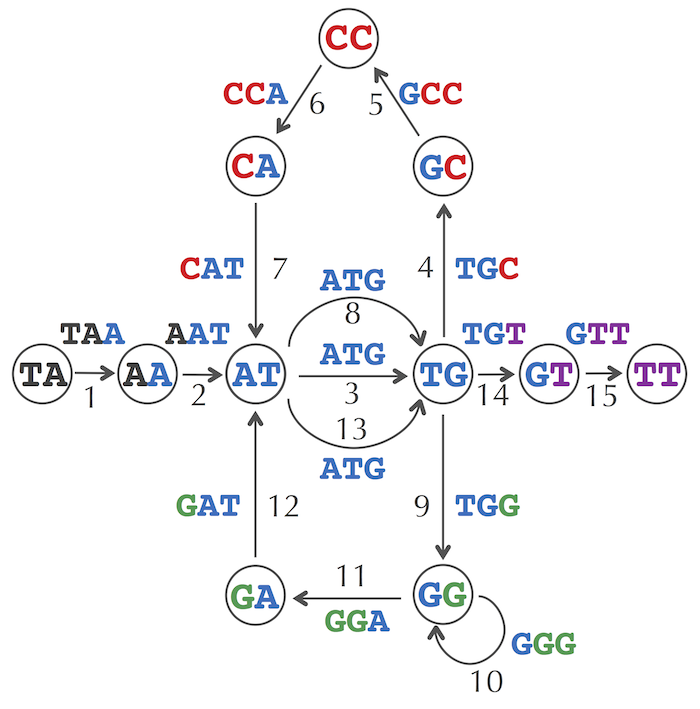 CC
CCA 6 5 GCC
CA GC
CAT 7 ATG 4 TGC
8
TAA AAT ATG TGT GTT
TA AA AT TG GT TT
1 2 3 14 15
13
ATG
GAT 12 9 TGG
11
GA GG
GGA
GGG
10